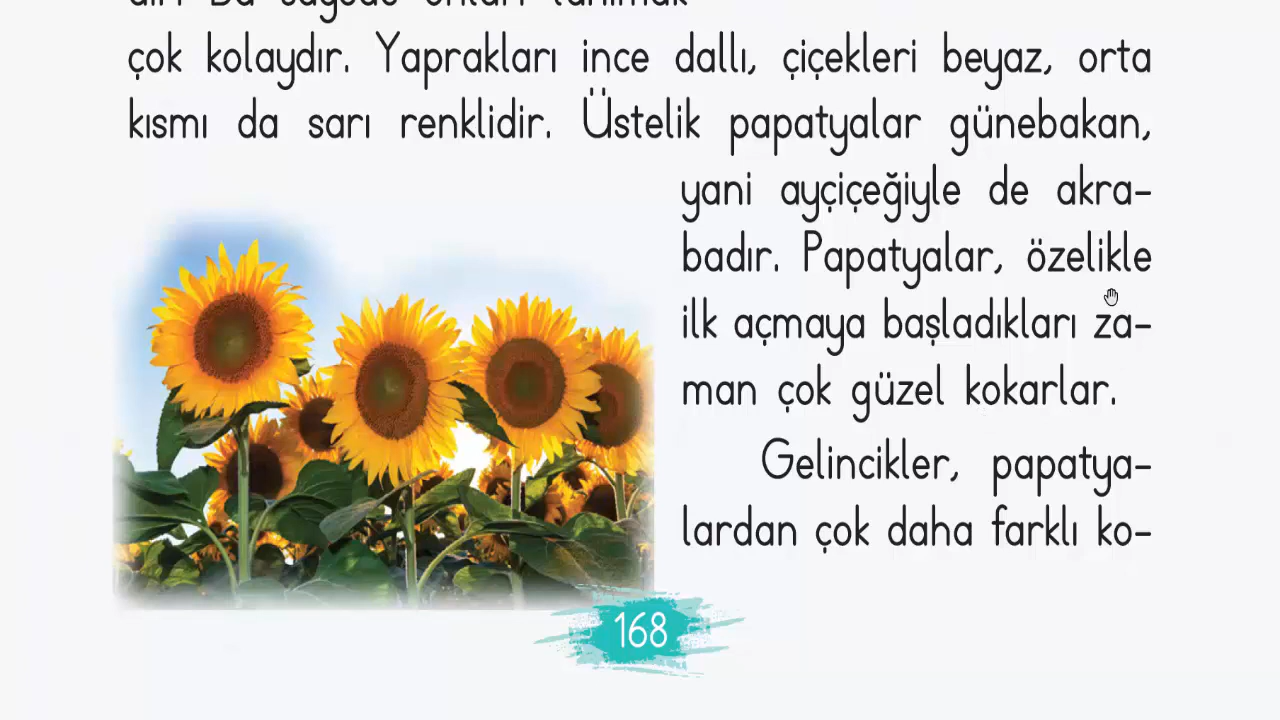 çok kolaydır. Yaprakları ince dallı, çiçekleri beyaz, orta
kısmı da sarı renklidir. Üstelik papatyalar günebakan,
yani ayçiçeğiyle de akra-
badır. Papatyalar, özelikle
ilk açmaya başladıkları za-
man çok güzel kokarlar.
Gelincikler, papatya-
lardan çok daha farklı ko-
168